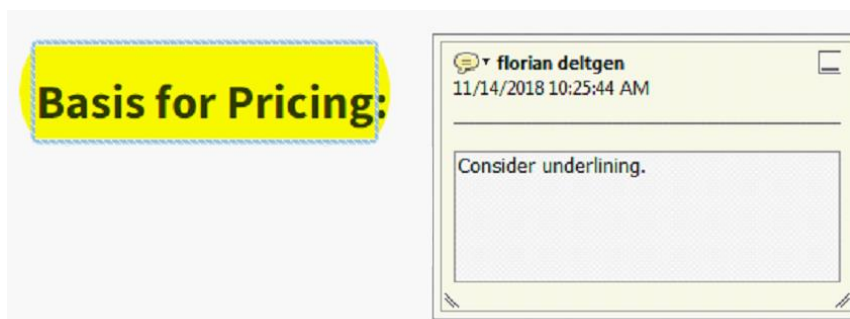 Basis for Pricing:
florian deltgen
11/14/2018 10:25:44 AM
Consider underlining.